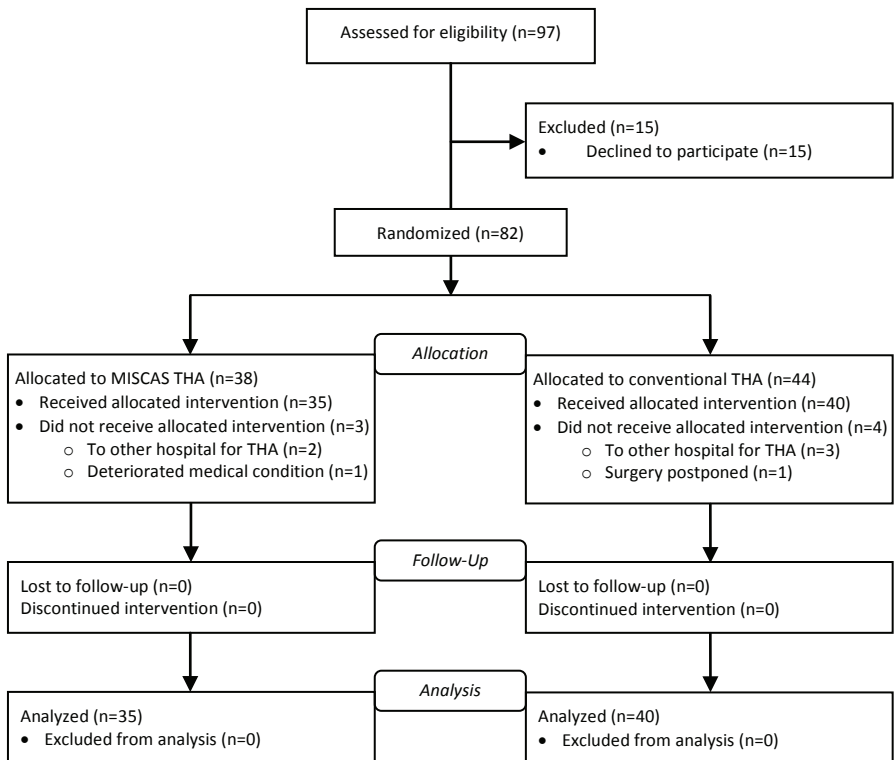 Assessed for eligibility (n=97)
Excluded (n=15)
• Declined to participate (n=15)
Randomized (n=82)
Allocation
Allocated to MISCAS THA (n=38)
• Received allocated intervention (n=35)
• Did not receive allocated intervention (n=3)
o To other hospital for THA (n=2)
o Deteriorated medical condition (n=1)
Allocated to conventional THA (n=44)
• Received allocated intervention (n=40)
• Did not receive allocated intervention (n=4)
o To other hospital for THA (n=3)
o Surgery postponed (n=1)
Follow-Up
Lost to follow-up (n=0)
Discontinued intervention (n=0)
Lost to follow-up (n=0)
Discontinued intervention (n=0)
Analysis
Analyzed (n=35)
• Excluded from analysis (n=0)
Analyzed (n=40)
• Excluded from analysis (n=0)